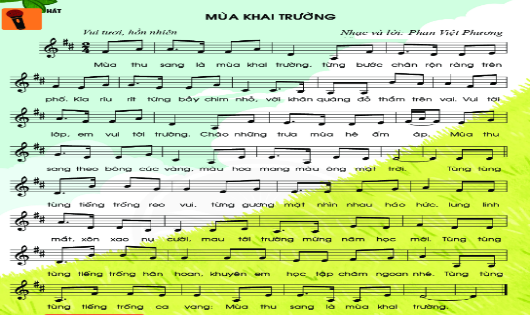 HÁT
MÙA KHAI TRƯỜNG
Vui tươi, hồn nhiên
Nhạc và lời: Phan Việt Phương
Mùa thu sang là mùa khai trường, từng bước chân rộn ràng trên
phố. Kìa ríu rít từng bầy chim nhỏ, với khăn quàng đỏ thắm trên vai. Vui tới
lớp, em vui tới trường. Chào những trưa mùa hè ấm áp. Mùa thu
sang theo bông cúc vàng, màu hoa mang màu ông mặt trời. Tùng tùng
tùng tiếng trống reo vui, từng gương mặt nhìn nhau háo hức, lung linh
mắt, xôn xao nụ cười, mau tới trường mừng năm học mới. Tùng tùng
tùng tiếng trống hân hoan, khuyên em học tập chăm ngoan nhé. Tùng tùng
tùng tiếng trống ca vang: Mùa thu sang là mùa khai trường.